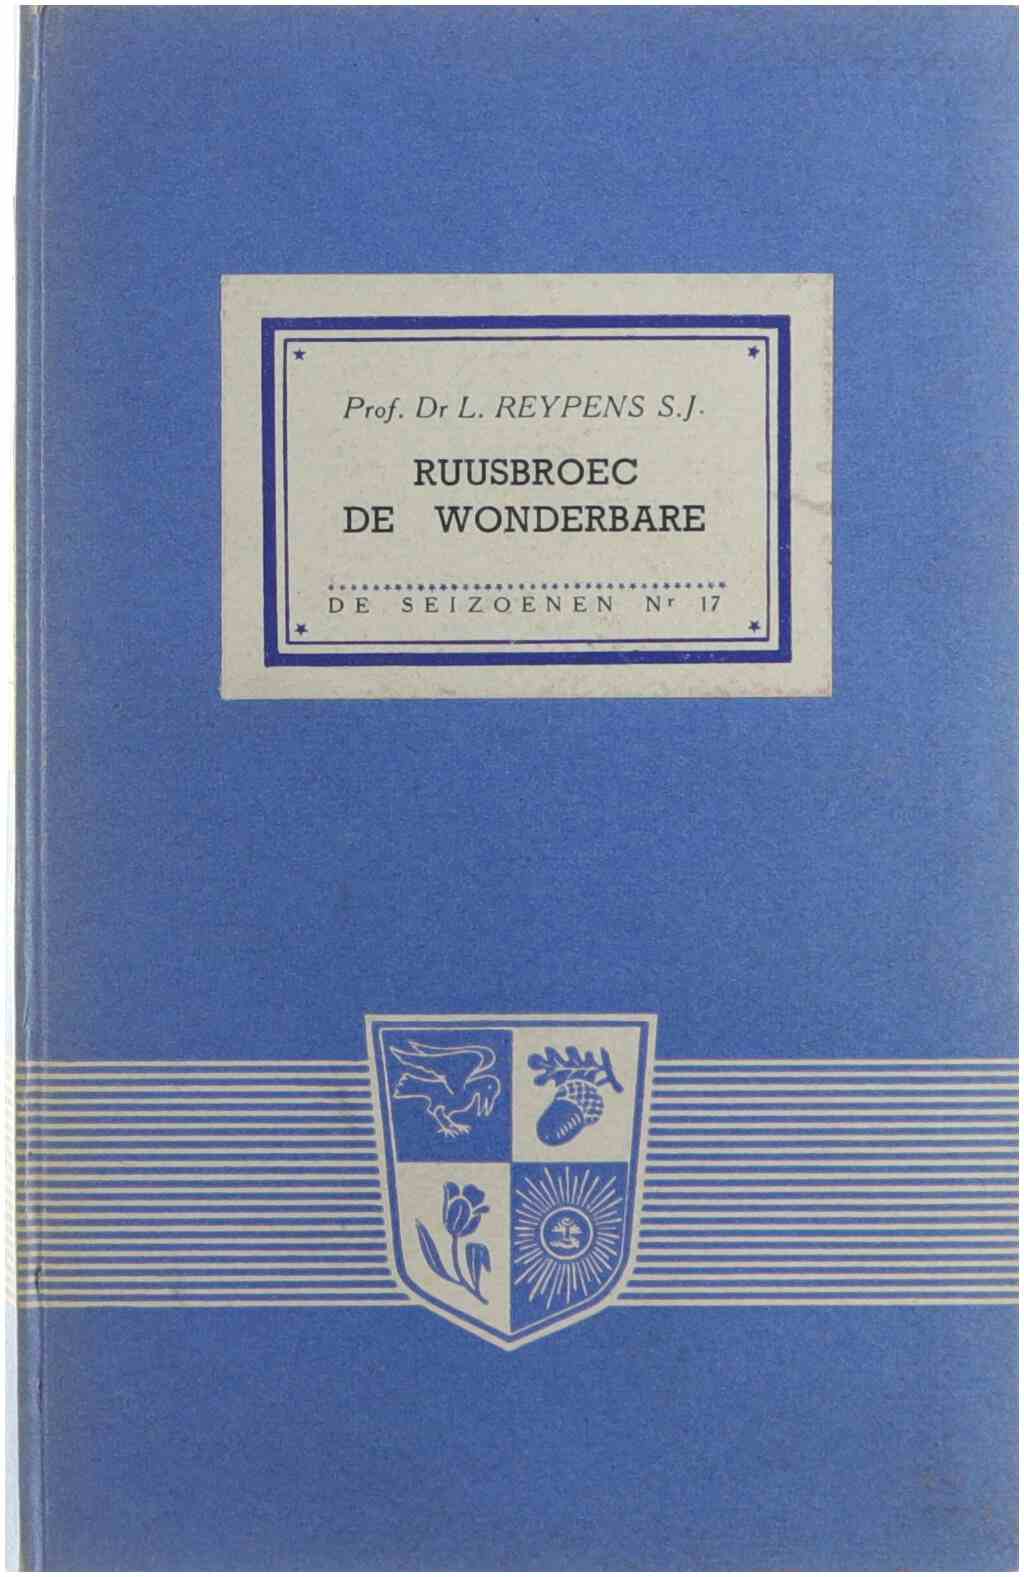 Prof. Dr L. REYPENS S.J.
RUUSBROEC
DE WONDERBARE
DE SEIZOENEN Nr 17